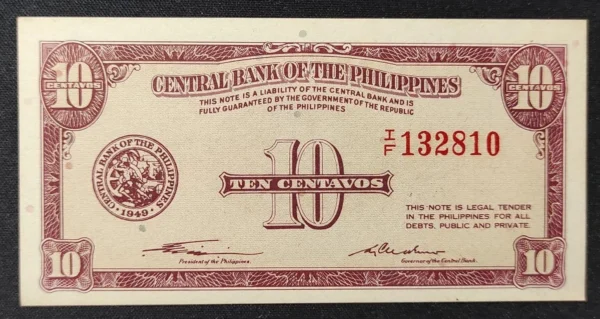 10
CENTAVOS
10
CENTAVOS
CENTRAL BANK OF THE PHILIPPINES
THIS NOTE IS A LIABILITY OF THE CENTRAL BANK AND IS
FULLY GUARANTEED BY THE GOVERNMENT OF THE REPUBLIC
OF THE PHILIPPINES
I/F 132810
CENTRAL BANK OF THE PHILIPPINES
· 1949 ·
10
TEN CENTAVOS
THIS NOTE IS LEGAL TENDER
IN THE PHILIPPINES FOR ALL
DEBTS, PUBLIC AND PRIVATE.
President of the Philippines.
Governor of the Central Bank.
10
10